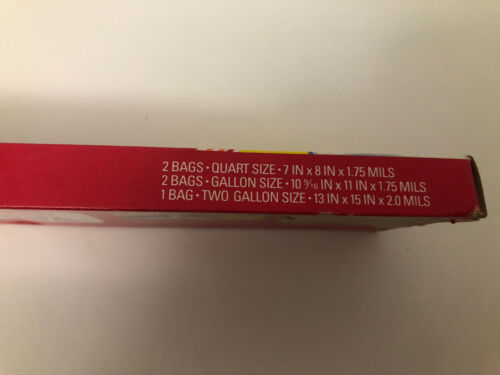 2 BAGS • QUART SIZE • 7 IN x 8 IN x 1.75 MILS
2 BAGS • GALLON SIZE • 10 9/16 IN x 11 IN x 1.75 MILS
1 BAG • TWO GALLON SIZE • 13 IN x 15 IN x 2.0 MILS